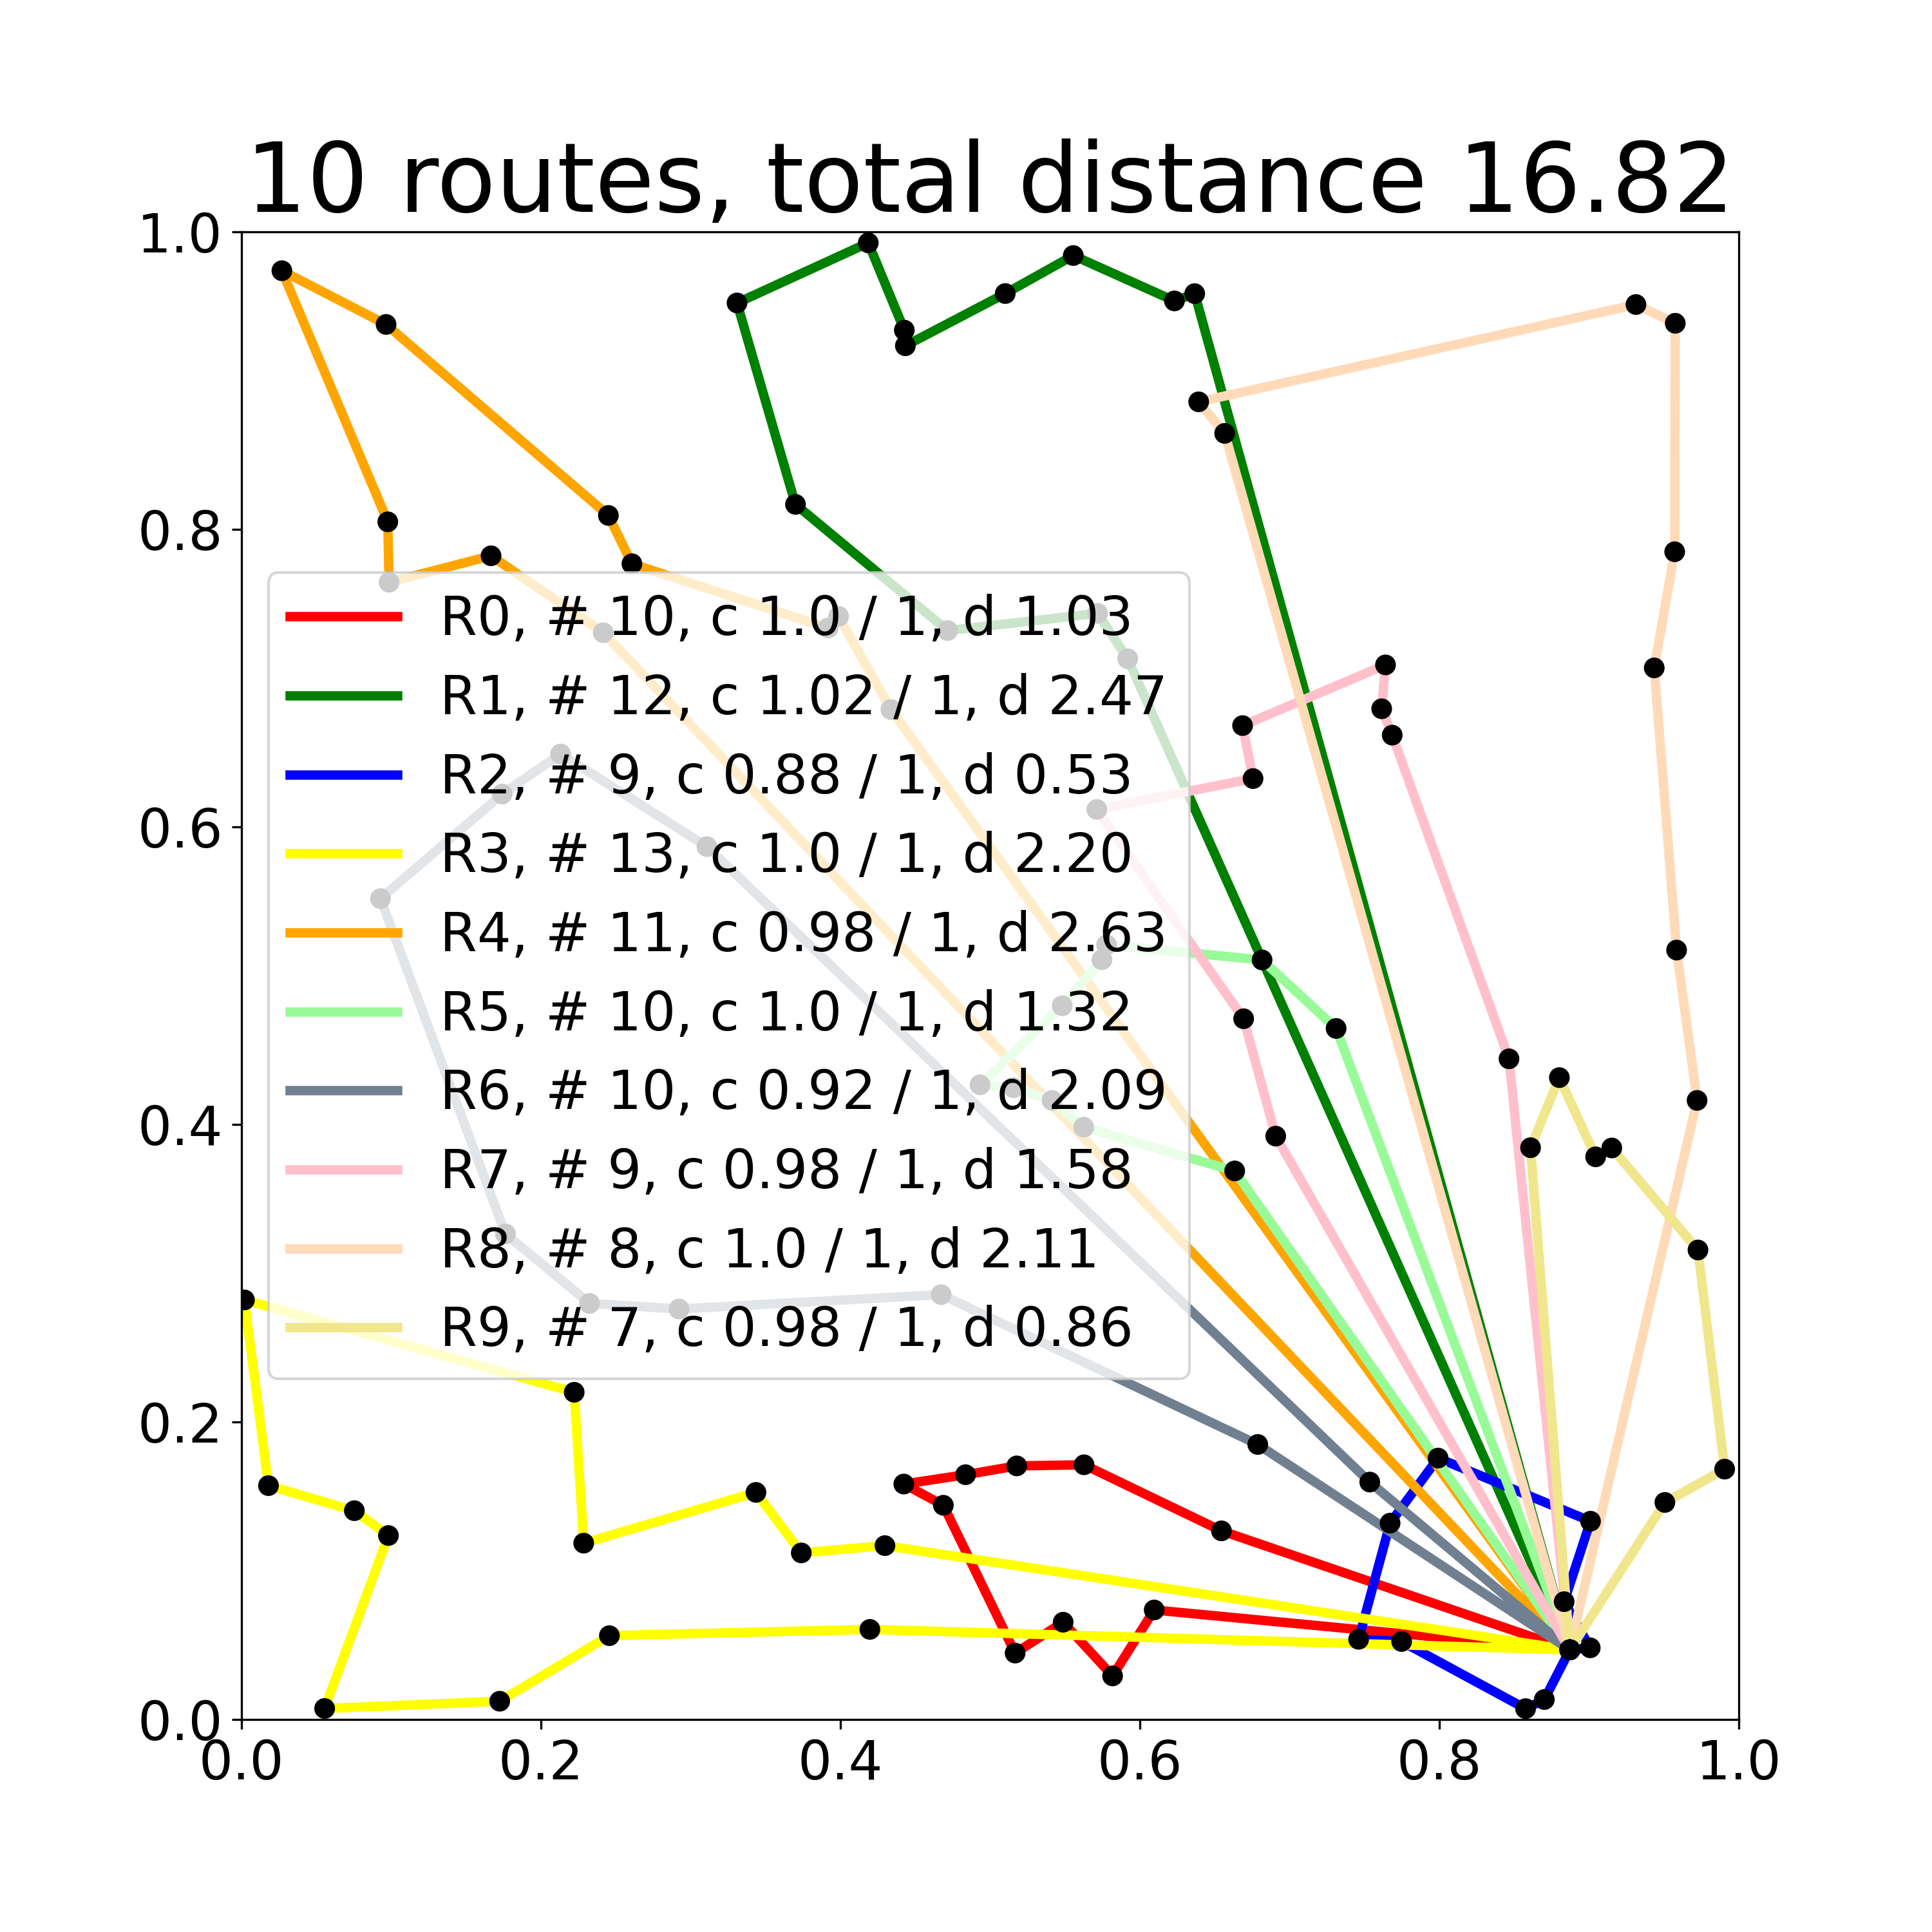 10 routes, total distance 16.82
1.0
0.8
0.6
0.4
0.2
0.0
R0, # 10, c 1.0 / 1, d 1.03
R1, # 12, c 1.02 / 1, d 2.47
R2, # 9, c 0.88 / 1, d 0.53
R3, # 13, c 1.0 / 1, d 2.20
R4, # 11, c 0.98 / 1, d 2.63
R5, # 10, c 1.0 / 1, d 1.32
R6, # 10, c 0.92 / 1, d 2.09
R7, # 9, c 0.98 / 1, d 1.58
R8, # 8, c 1.0 / 1, d 2.11
R9, # 7, c 0.98 / 1, d 0.86
0.0 0.2 0.4 0.6 0.8 1.0